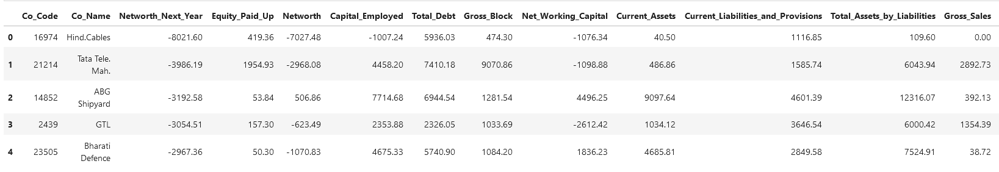 Co_Code Co_Name Networth_Next_Year Equity_Paid_Up Networth Capital_Employed Total_Debt Gross_Block Net_Working_Capital Current_Assets Current_Liabilities_and_Provisions Total_Assets_by_Liabilities Gross_Sales
0 16974 Hind.Cables -8021.60 419.36 -7027.48 -1007.24 5936.03 474.30 -1076.34 40.50 1116.85 109.60 0.00
Tata Tele.
1 21214 -3986.19 1954.93 -2968.08 4458.20 7410.18 9070.86 -1098.88 486.86 1585.74 6043.94 2892.73
Mah.
ABG
2 14852 -3192.58 53.84 506.86 7714.68 6944.54 1281.54 4496.25 9097.64 4601.39 12316.07 392.13
Shipyard
3 2439 GTL -3054.51 157.30 -623.49 2353.88 2326.05 1033.69 -2612.42 1034.12 3646.54 6000.42 1354.39
Bharati
4 23505 -2967.36 50.30 -1070.83 4675.33 5740.90 1084.20 1836.23 4685.81 2849.58 7524.91 38.72
Defence